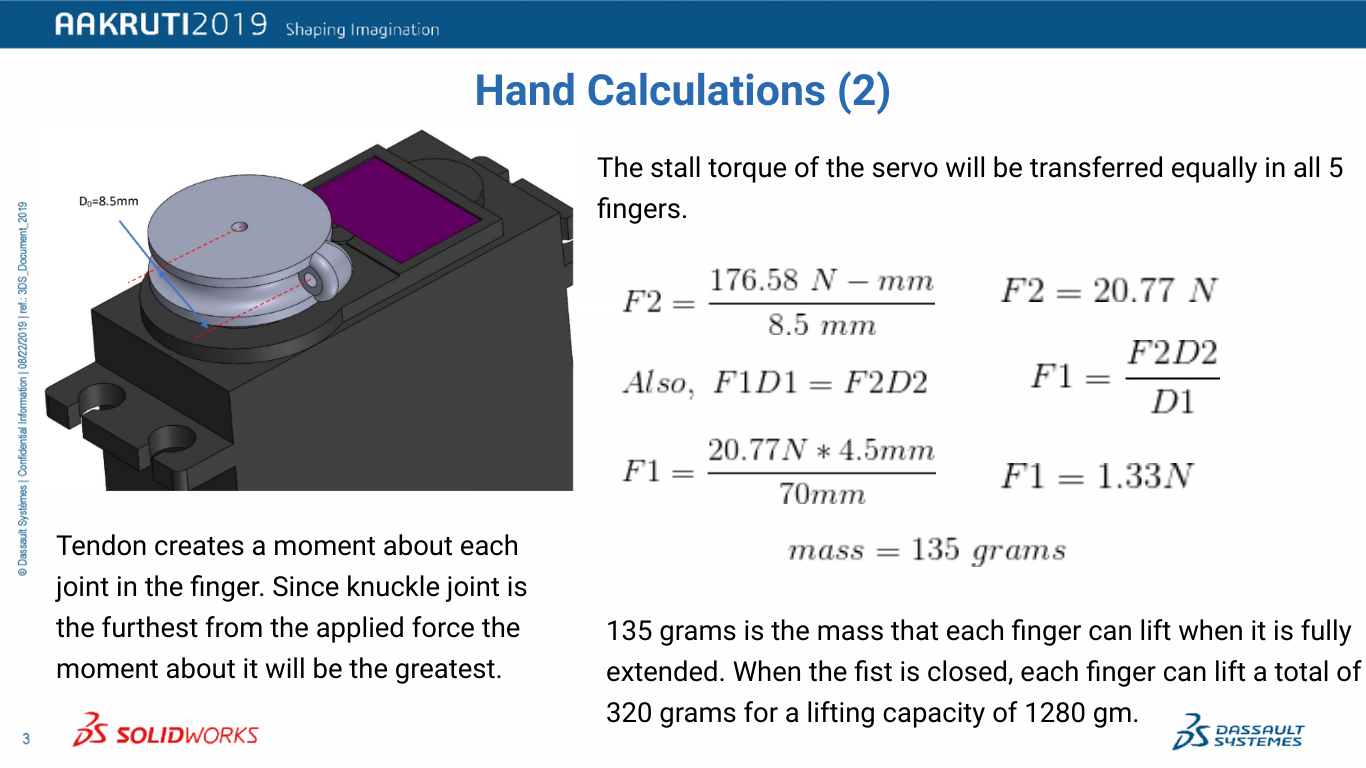 AAKRUTI2019 Shaping Imagination
Hand Calculations (2)
© Dassault Systèmes | Confidential Information | 08/22/2019 | ref.: 3DS_Document_2019
D₀=8.5mm
The stall torque of the servo will be transferred equally in all 5
fingers.
F2 = 176.58 N − mm / 8.5 mm
F2 = 20.77 N
Also, F1D1 = F2D2
F1 = F2D2 / D1
F1 = 20.77N ∗ 4.5mm / 70mm
F1 = 1.33N
mass = 135 grams
Tendon creates a moment about each
joint in the finger. Since knuckle joint is
the furthest from the applied force the
moment about it will be the greatest.
135 grams is the mass that each finger can lift when it is fully
extended. When the fist is closed, each finger can lift a total of
320 grams for a lifting capacity of 1280 gm.
3
SOLIDWORKS
DASSAULT
SYSTEMES